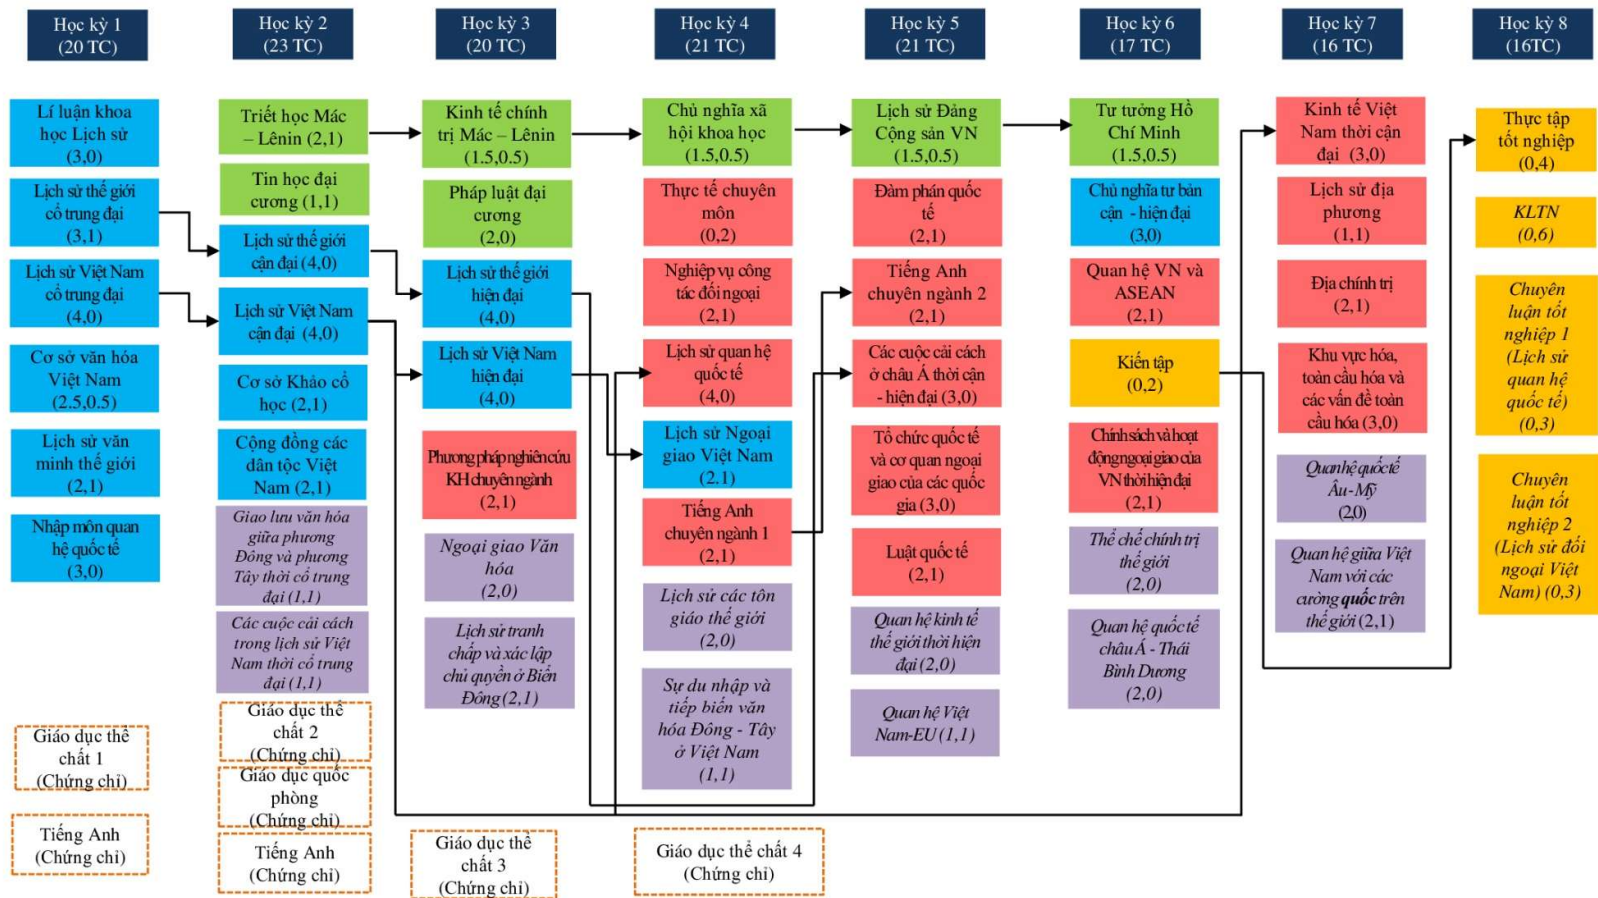 Học kỳ 1
(20 TC)
Học kỳ 2
(23 TC)
Học kỳ 3
(20 TC)
Học kỳ 4
(21 TC)
Học kỳ 5
(21 TC)
Học kỳ 6
(17 TC)
Học kỳ 7
(16 TC)
Học kỳ 8
(16TC)
Lí luận khoa
học Lịch sử
(3,0)
Lịch sử thế giới
cổ trung đại
(3,1)
Lịch sử Việt Nam
cổ trung đại
(4,0)
Cơ sở văn hóa
Việt Nam
(2.5,0.5)
Lịch sử văn
minh thế giới
(2,1)
Nhập môn quan
hệ quốc tế
(3,0)
Giáo dục thể
chất 1
(Chứng chỉ)
Tiếng Anh
(Chứng chỉ)
Triết học Mác
– Lênin (2,1)
Tin học đại
cương (1,1)
Lịch sử thế giới
cận đại (4,0)
Lịch sử Việt Nam
cận đại (4,0)
Cơ sở Khảo cổ
học (2,1)
Cộng đồng các
dân tộc Việt
Nam (2,1)
Giao lưu văn hóa
giữa phương
Đông và phương
Tây thời cổ trung
đại (1,1)
Các cuộc cải cách
trong lịch sử Việt
Nam thời cổ trung
đại (1,1)
Giáo dục thể
chất 2
(Chứng chỉ)
Giáo dục quốc
phòng
(Chứng chỉ)
Tiếng Anh
(Chứng chỉ)
Kinh tế chính
trị Mác – Lênin
(1.5,0.5)
Pháp luật đại
cương
(2,0)
Lịch sử thế giới
hiện đại
(4,0)
Lịch sử Việt Nam
hiện đại
(4,0)
Phương pháp nghiên cứu
KH chuyên ngành
(2,1)
Ngoại giao Văn
hóa
(2,0)
Lịch sử tranh
chấp và xác lập
chủ quyền ở Biển
Đông (2,1)
Giáo dục thể
chất 3
(Chứng chỉ)
Chủ nghĩa xã
hội khoa học
(1.5,0.5)
Thực tế chuyên
môn
(0,2)
Nghiệp vụ công
tác đối ngoại
(2,1)
Lịch sử quan hệ
quốc tế
(4,0)
Lịch sử Ngoại
giao Việt Nam
(2.1)
Tiếng Anh
chuyên ngành 1
(2,1)
Lịch sử các tôn
giáo thế giới
(2,0)
Sự du nhập và
tiếp biến văn
hóa Đông - Tây
ở Việt Nam
(1,1)
Giáo dục thể chất 4
(Chứng chỉ)
Lịch sử Đảng
Cộng sản VN
(1.5,0.5)
Đàm phán quốc
tế
(2,1)
Tiếng Anh
chuyên ngành 2
(2,1)
Các cuộc cải cách
ở châu Á thời cận
- hiện đại (3,0)
Tổ chức quốc tế
và cơ quan ngoại
giao của các quốc
gia (3,0)
Luật quốc tế
(2,1)
Quan hệ kinh tế
thế giới thời hiện
đại (2,0)
Quan hệ Việt
Nam-EU (1,1)
Tư tưởng Hồ
Chí Minh
(1.5,0.5)
Chủ nghĩa tư bản
cận - hiện đại
(3,0)
Quan hệ VN và
ASEAN
(2,1)
Kiến tập
(0,2)
Chính sách và hoạt
động ngoại giao của
VN thời hiện đại
(2,1)
Thể chế chính trị
thế giới
(2,0)
Quan hệ quốc tế
châu Á - Thái
Bình Dương
(2,0)
Kinh tế Việt
Nam thời cận
đại (3,0)
Lịch sử địa
phương
(1,1)
Địa chính trị
(2,1)
Khu vực hóa,
toàn cầu hóa và
các vấn đề toàn
cầu hóa (3,0)
Quan hệ quốc tế
Âu-Mỹ
(2,0)
Quan hệ giữa Việt
Nam với các
cường quốc trên
thế giới (2,1)
Thực tập
tốt nghiệp
(0,4)
KLTN
(0,6)
Chuyên
luận tốt
nghiệp 1
(Lịch sử
quan hệ
quốc tế)
(0,3)
Chuyên
luận tốt
nghiệp 2
(Lịch sử đối
ngoại Việt
Nam) (0,3)